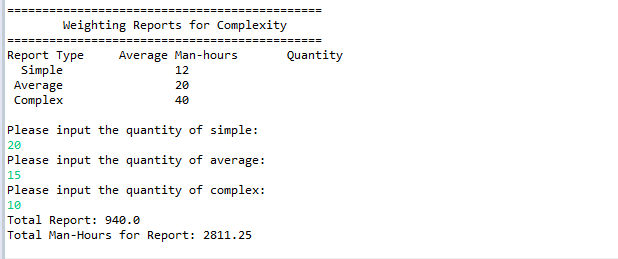 =============================================
Weighting Reports for Complexity
=============================================
Report Type     Average Man-hours       Quantity
Simple                12
Average                20
Complex                40
Please input the quantity of simple:
20
Please input the quantity of average:
15
Please input the quantity of complex:
10
Total Report: 940.0
Total Man-Hours for Report: 2811.25